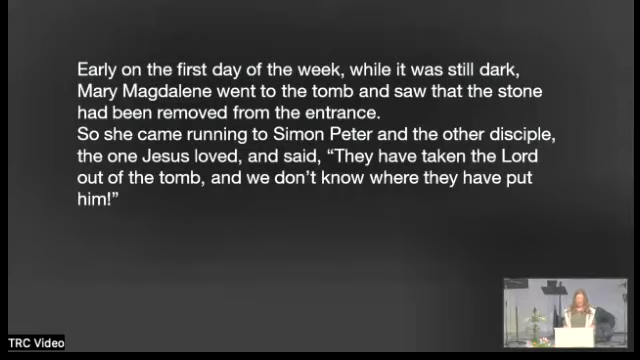 Early on the first day of the week, while it was still dark,
Mary Magdalene went to the tomb and saw that the stone
had been removed from the entrance.
So she came running to Simon Peter and the other disciple,
the one Jesus loved, and said, “They have taken the Lord
out of the tomb, and we don’t know where they have put
him!”
TRC Video